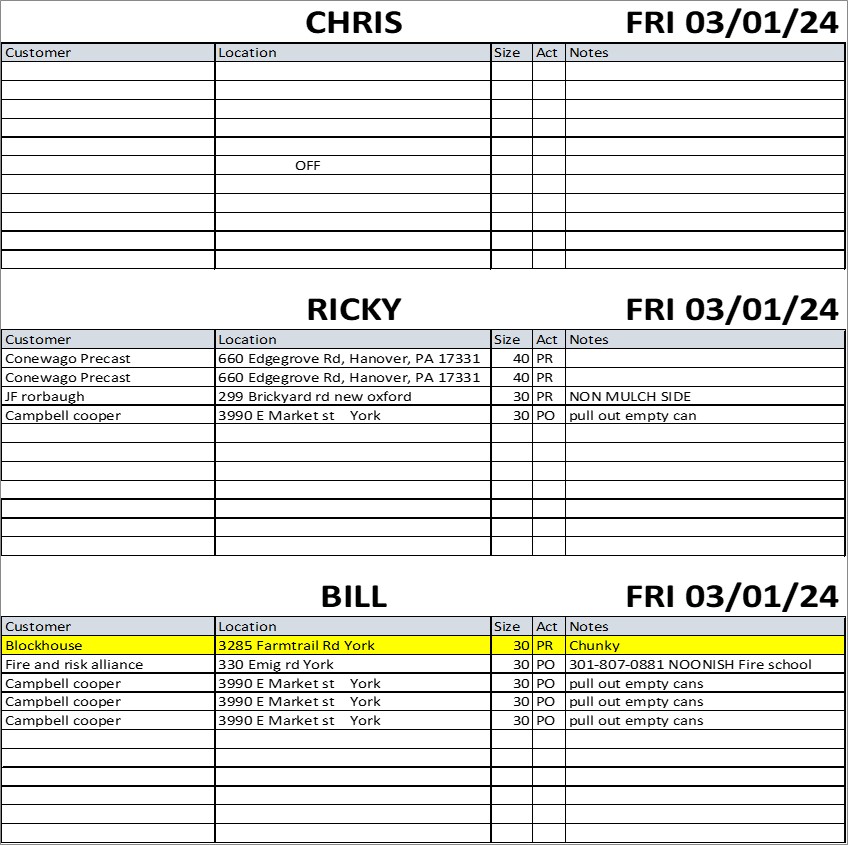 CHRIS FRI 03/01/24
Customer Location Size Act Notes
OFF
RICKY FRI 03/01/24
Customer Location Size Act Notes
Conewago Precast 660 Edgegrove Rd, Hanover, PA 17331 40 PR
Conewago Precast 660 Edgegrove Rd, Hanover, PA 17331 40 PR
JF rorbaugh 299 Brickyard rd new oxford 30 PR NON MULCH SIDE
Campbell cooper 3990 E Market st York 30 PO pull out empty can
BILL FRI 03/01/24
Customer Location Size Act Notes
Blockhouse 3285 Farmtrail Rd York 30 PR Chunky
Fire and risk alliance 330 Emig rd York 30 PO 301-807-0881 NOONISH Fire school
Campbell cooper 3990 E Market st York 30 PO pull out empty cans
Campbell cooper 3990 E Market st York 30 PO pull out empty cans
Campbell cooper 3990 E Market st York 30 PO pull out empty cans